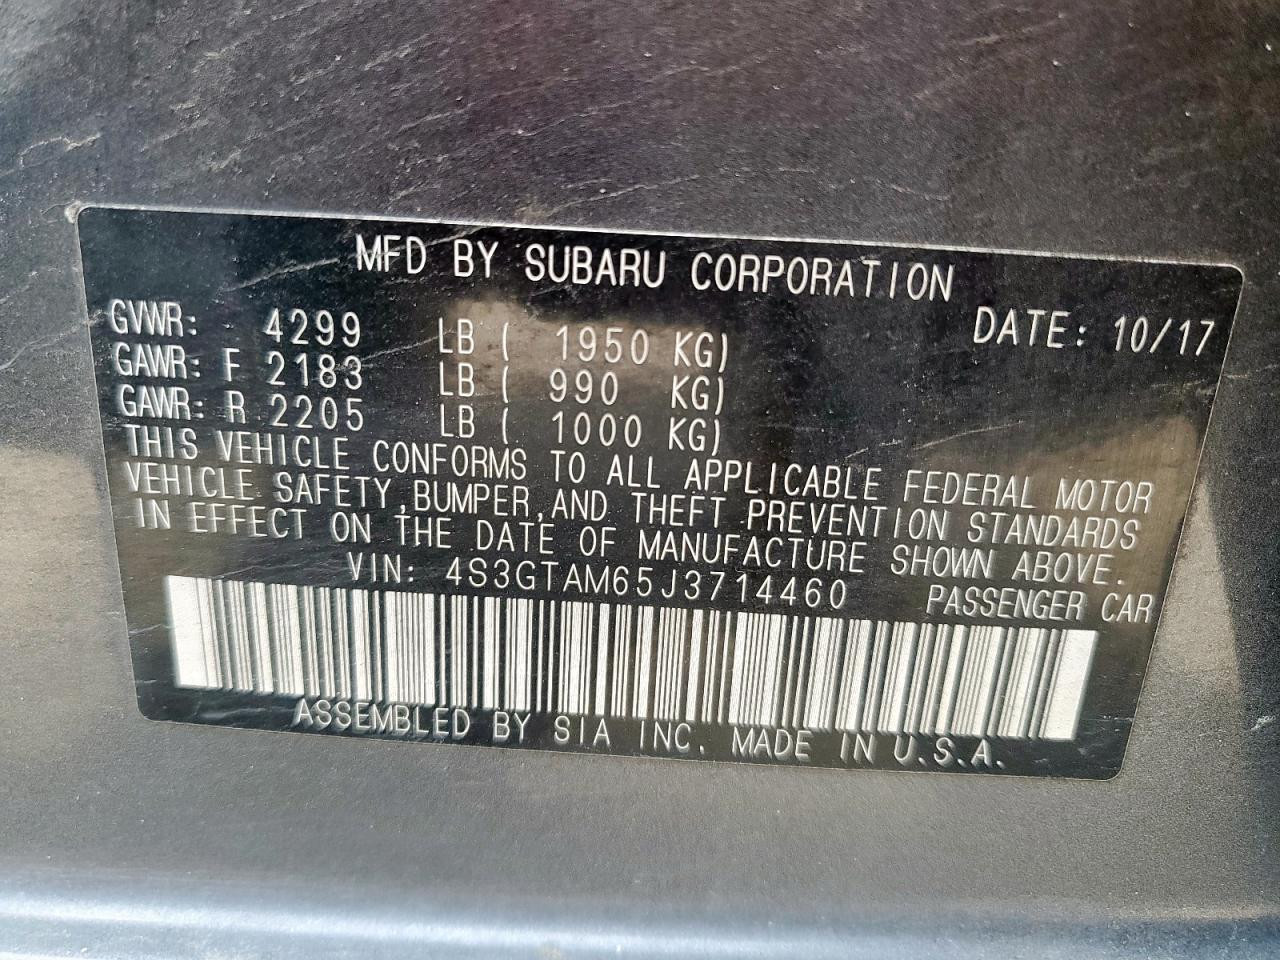 MFD BY SUBARU CORPORATION
GVWR: 4299 LB ( 1950 KG) DATE: 10/17
GAWR: F 2183 LB ( 990 KG)
GAWR: R 2205 LB ( 1000 KG)
THIS VEHICLE CONFORMS TO ALL APPLICABLE FEDERAL MOTOR
VEHICLE SAFETY,BUMPER,AND THEFT PREVENTION STANDARDS
IN EFFECT ON THE DATE OF MANUFACTURE SHOWN ABOVE.
VIN: 4S3GTAM65J3714460 PASSENGER CAR
ASSEMBLED BY SIA INC. MADE IN U.S.A.